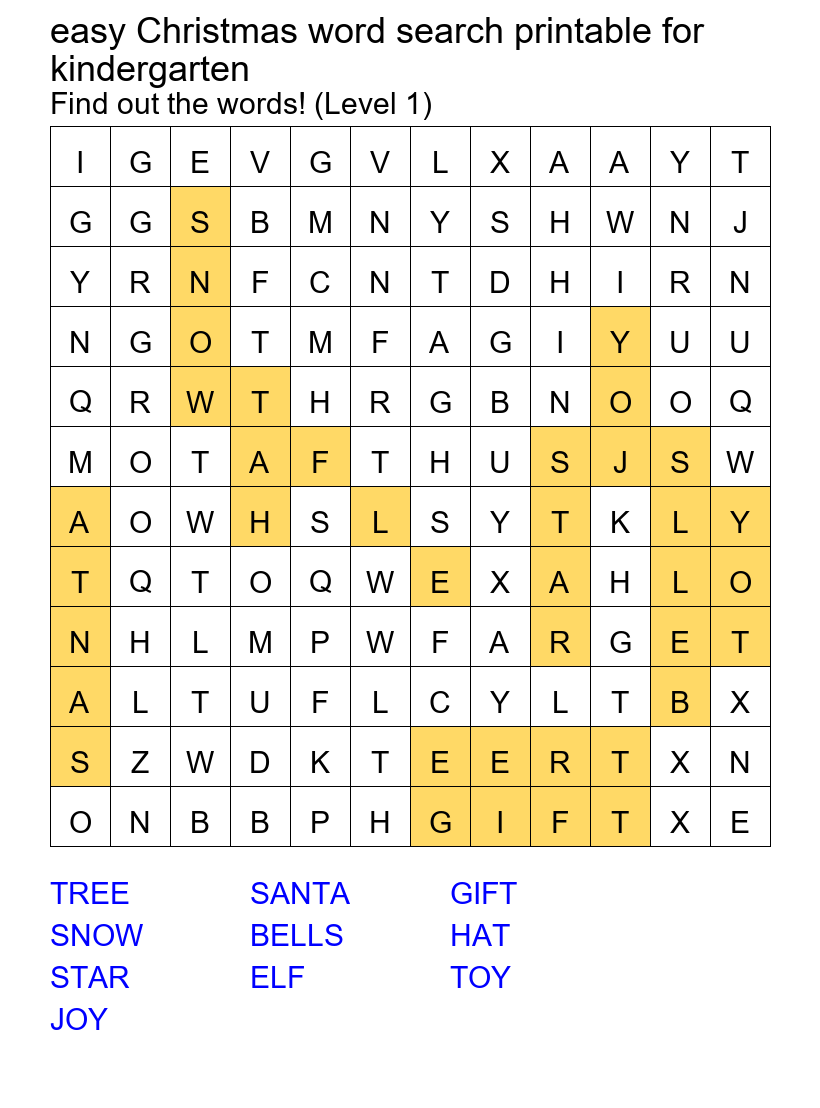 easy Christmas word search printable for
kindergarten
Find out the words! (Level 1)
I G E V G V L X A A Y T
G G S B M N Y S H W N J
Y R N F C N T D H I R N
N G O T M F A G I Y U U
Q R W T H R G B N O O Q
M O T A F T H U S J S W
A O W H S L S Y T K L Y
T Q T O Q W E X A H L O
N H L M P W F A R G E T
A L T U F L C Y L T B X
S Z W D K T E E R T X N
O N B B P H G I F T X E
TREE SANTA GIFT
SNOW BELLS HAT
STAR ELF TOY
JOY